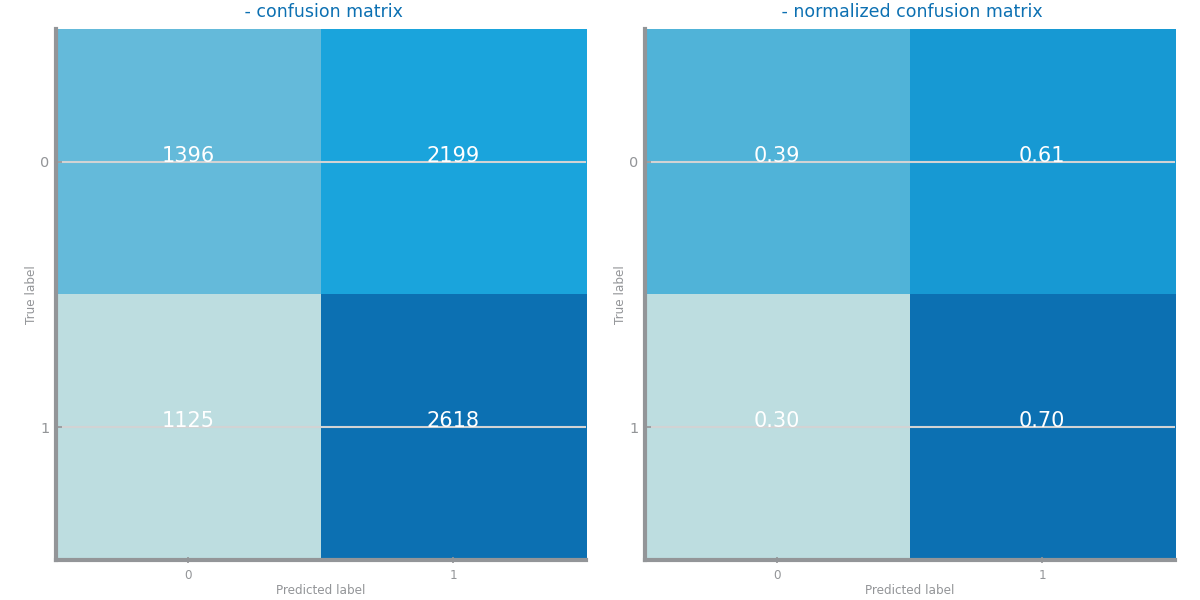 - confusion matrix
0
1396
2199
True label
1
1125
2618
0
1
Predicted label
- normalized confusion matrix
0
0.39
0.61
True label
1
0.30
0.70
0
1
Predicted label